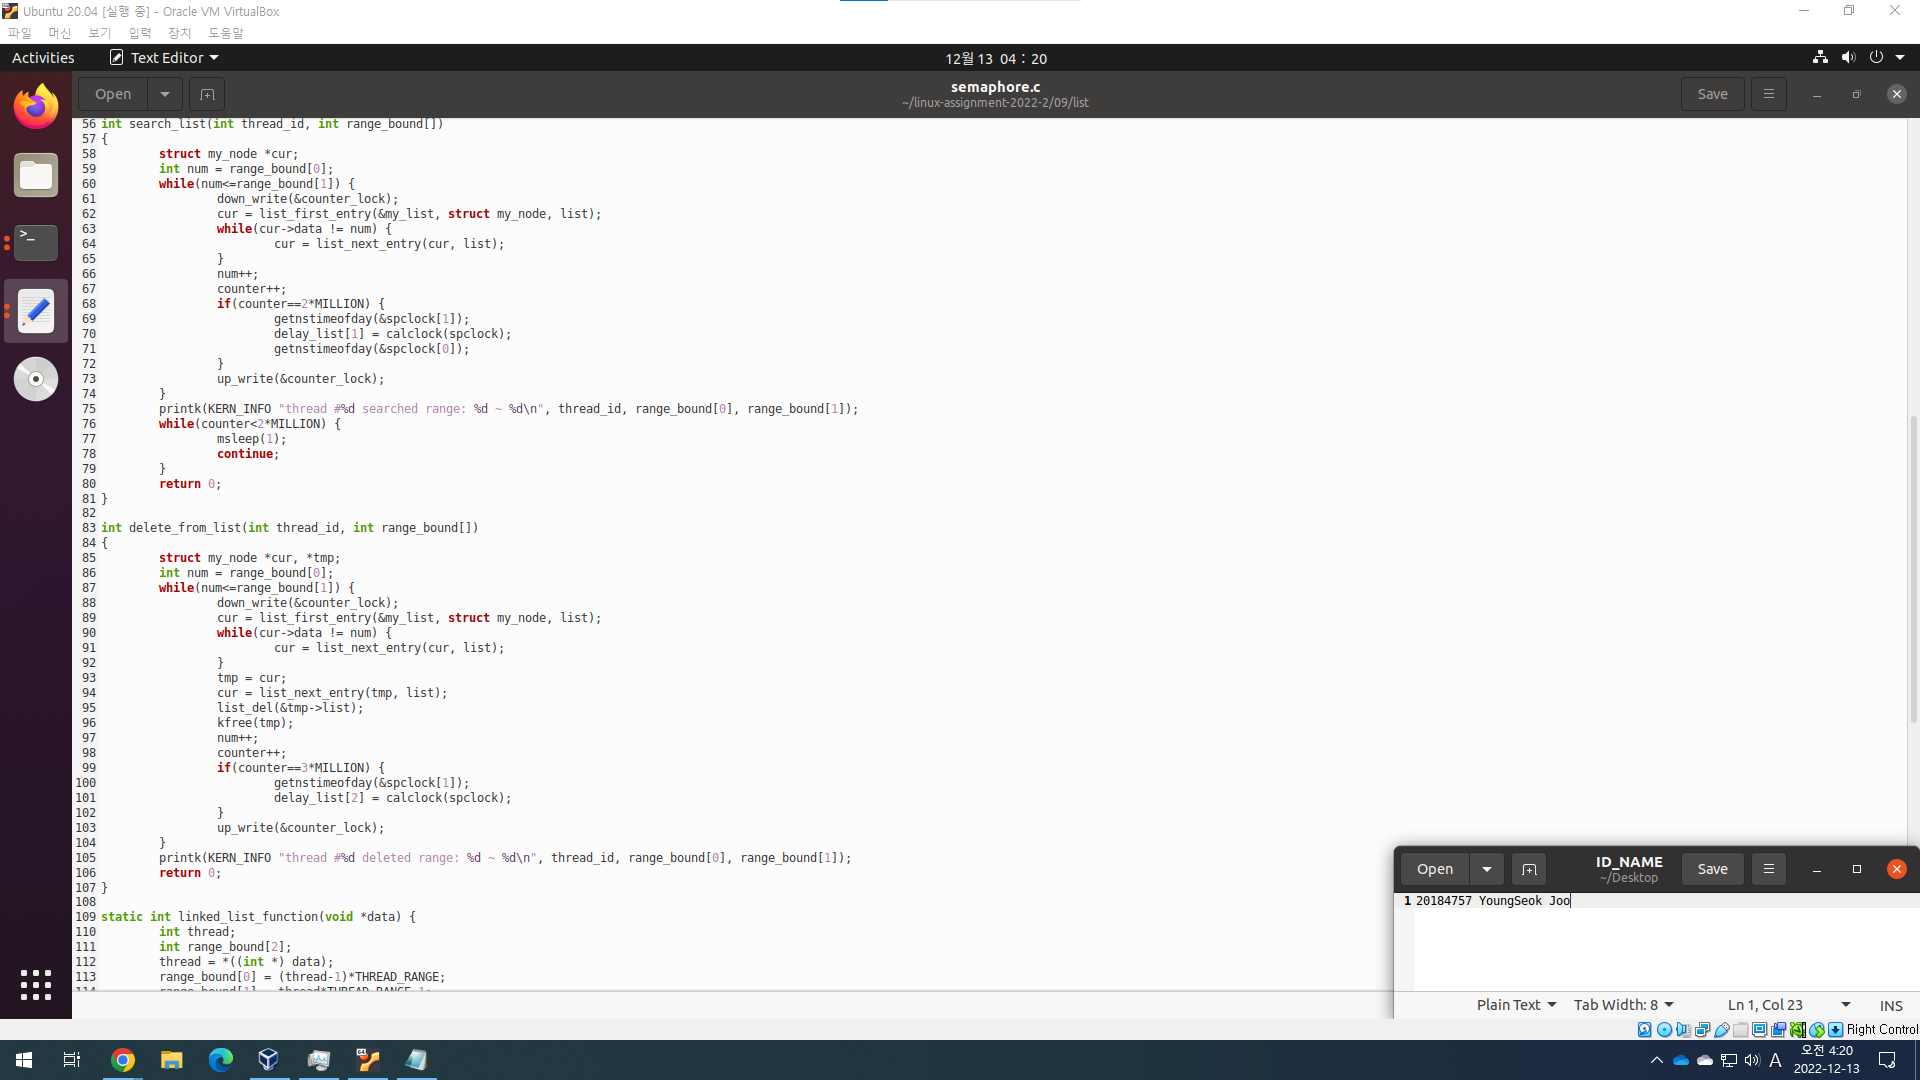 Ubuntu 20.04 [실행 중] - Oracle VM VirtualBox
파일 머신 보기 입력 장치 도움말
Activities Text Editor 12월 13 04 : 20
Open semaphore.c Save
~/linux-assignment-2022-2/09/list
56 int search_list(int thread_id, int range_bound[])
57 {
58 struct my_node *cur;
59 int num = range_bound[0];
60 while(num<=range_bound[1]) {
61 down_write(&counter_lock);
62 cur = list_first_entry(&my_list, struct my_node, list);
63 while(cur->data != num) {
64 cur = list_next_entry(cur, list);
65 }
66 num++;
67 counter++;
68 if(counter==2*MILLION) {
69 getnstimeofday(&spclock[1]);
70 delay_list[1] = calclock(spclock);
71 getnstimeofday(&spclock[0]);
72 }
73 up_write(&counter_lock);
74 }
75 printk(KERN_INFO "thread #%d searched range: %d ~ %d\n", thread_id, range_bound[0], range_bound[1]);
76 while(counter<2*MILLION) {
77 msleep(1);
78 continue;
79 }
80 return 0;
81 }
82
83 int delete_from_list(int thread_id, int range_bound[])
84 {
85 struct my_node *cur, *tmp;
86 int num = range_bound[0];
87 while(num<=range_bound[1]) {
88 down_write(&counter_lock);
89 cur = list_first_entry(&my_list, struct my_node, list);
90 while(cur->data != num) {
91 cur = list_next_entry(cur, list);
92 }
93 tmp = cur;
94 cur = list_next_entry(tmp, list);
95 list_del(&tmp->list);
96 kfree(tmp);
97 num++;
98 counter++;
99 if(counter==3*MILLION) {
100 getnstimeofday(&spclock[1]);
101 delay_list[2] = calclock(spclock);
102 }
103 up_write(&counter_lock);
104 }
105 printk(KERN_INFO "thread #%d deleted range: %d ~ %d\n", thread_id, range_bound[0], range_bound[1]);
106 return 0;
107 }
108
109 static int linked_list_function(void *data) {
110 int thread;
111 int range_bound[2];
112 thread = *((int *) data);
113 range_bound[0] = (thread-1)*THREAD_RANGE;
114 range_bound[1] = thread*THREAD_RANGE-1;
Open ID_NAME Save
~/Desktop
1 20184757 YoungSeok Joo
Plain Text Tab Width: 8 Ln 1, Col 23 INS
Right Control
A 오전 4:20
2022-12-13